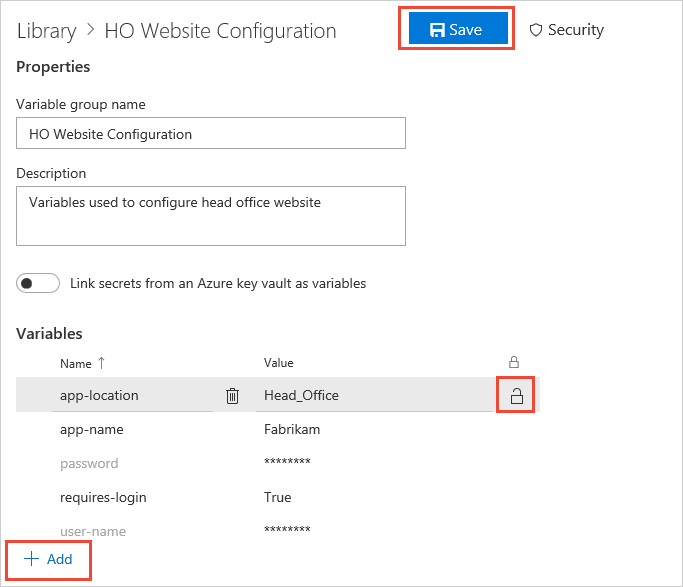 Library > HO Website Configuration Save Security
Properties
Variable group name
HO Website Configuration
Description
Variables used to configure head office website
Link secrets from an Azure key vault as variables
Variables
Name ↑ Value
app-location Head_Office
app-name Fabrikam
password ********
requires-login True
user-name ********
+ Add